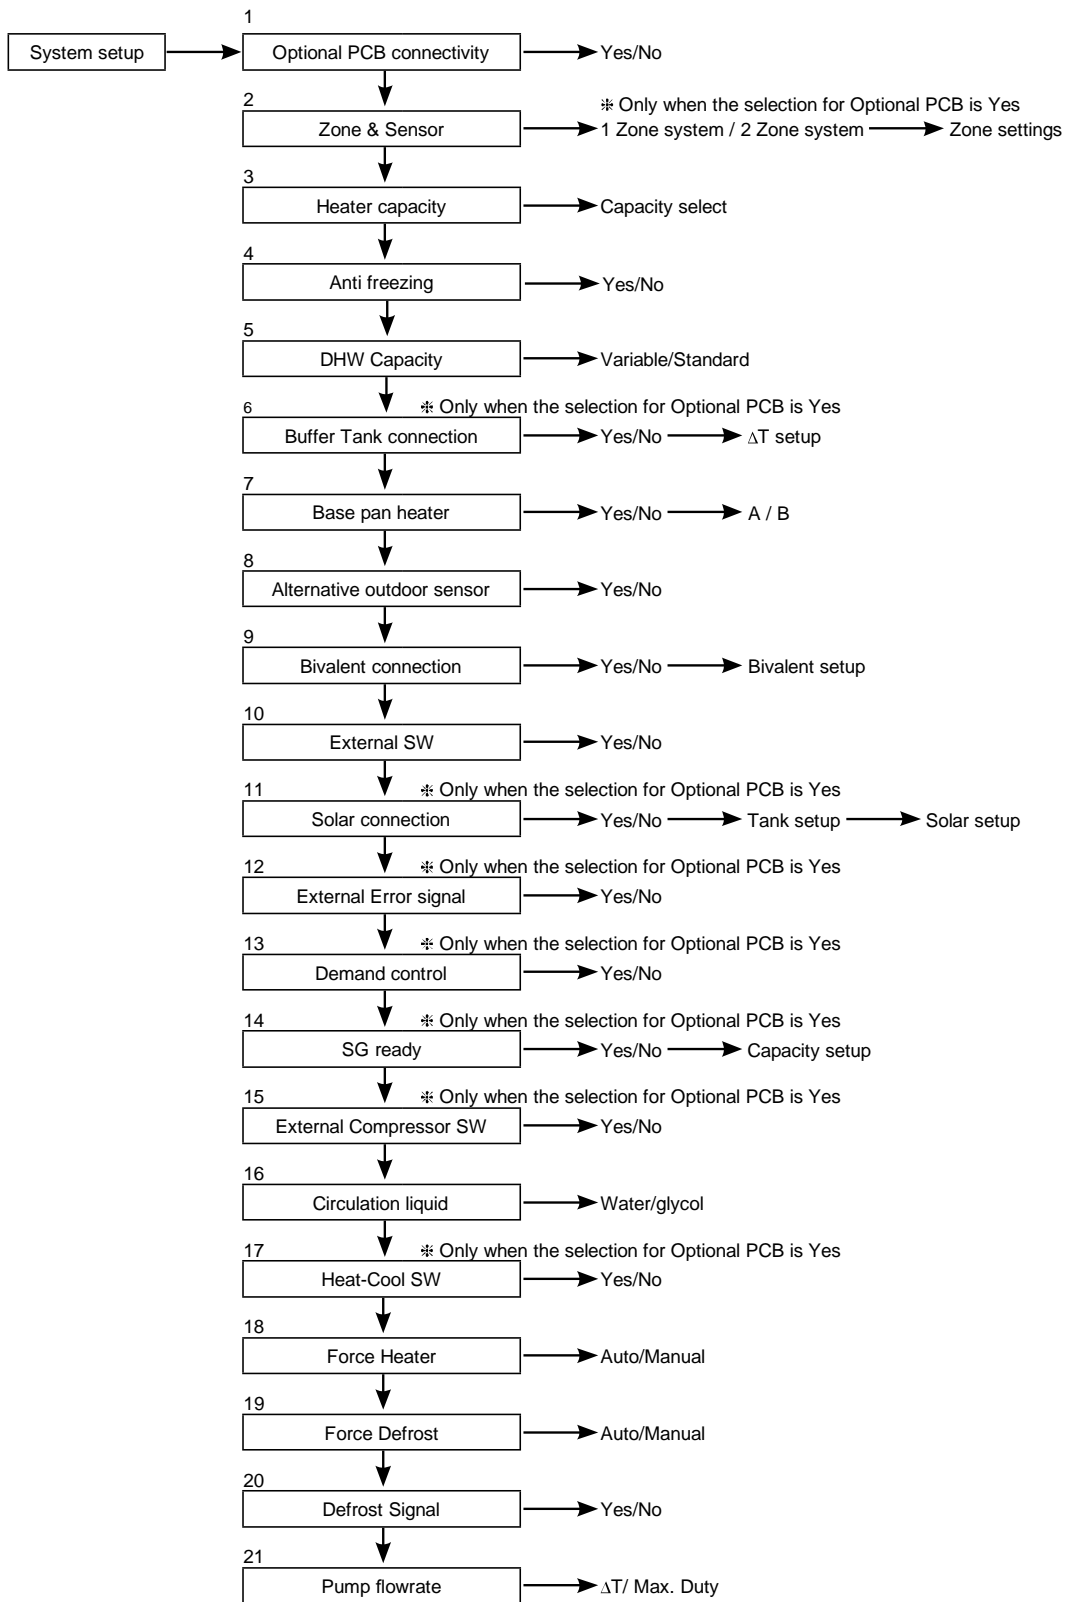 1
System setup
Optional PCB connectivity
Yes/No
2
❈ Only when the selection for Optional PCB is Yes
Zone & Sensor
1 Zone system / 2 Zone system
Zone settings
3
Heater capacity
Capacity select
4
Anti freezing
Yes/No
5
DHW Capacity
Variable/Standard
6
❈ Only when the selection for Optional PCB is Yes
Buffer Tank connection
Yes/No
ΔT setup
7
Base pan heater
Yes/No
A / B
8
Alternative outdoor sensor
Yes/No
9
Bivalent connection
Yes/No
Bivalent setup
10
External SW
Yes/No
11
❈ Only when the selection for Optional PCB is Yes
Solar connection
Yes/No
Tank setup
Solar setup
12
❈ Only when the selection for Optional PCB is Yes
External Error signal
Yes/No
13
❈ Only when the selection for Optional PCB is Yes
Demand control
Yes/No
14
❈ Only when the selection for Optional PCB is Yes
SG ready
Yes/No
Capacity setup
15
❈ Only when the selection for Optional PCB is Yes
External Compressor SW
Yes/No
16
Circulation liquid
Water/glycol
17
❈ Only when the selection for Optional PCB is Yes
Heat-Cool SW
Yes/No
18
Force Heater
Auto/Manual
19
Force Defrost
Auto/Manual
20
Defrost Signal
Yes/No
21
Pump flowrate
ΔT/ Max. Duty